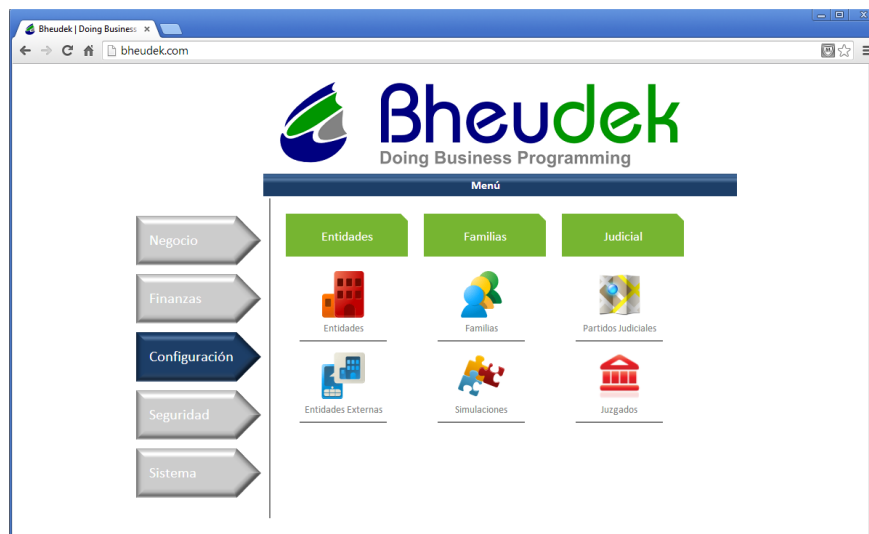 Bheudek | Doing Business
bheudek.com
Bheudek
Doing Business Programming
Menú
Negocio
Finanzas
Configuración
Seguridad
Sistema
Entidades Familias Judicial
Entidades Familias Partidos Judiciales
Entidades Externas Simulaciones Juzgados